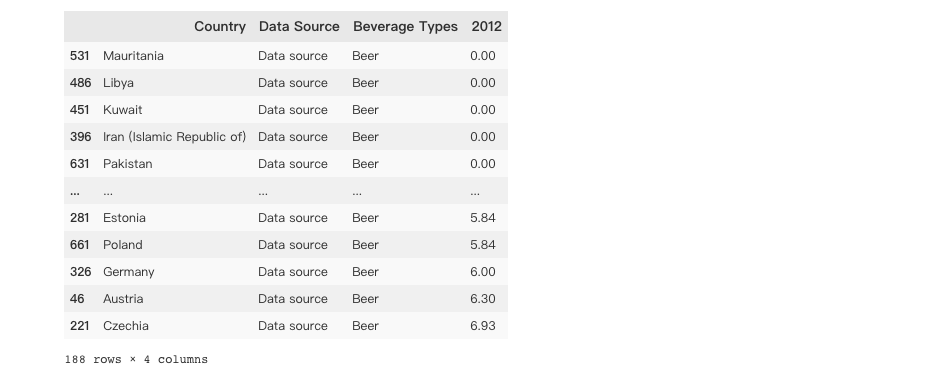 Country Data Source Beverage Types 2012
531 Mauritania Data source Beer 0.00
486 Libya Data source Beer 0.00
451 Kuwait Data source Beer 0.00
396 Iran (Islamic Republic of) Data source Beer 0.00
631 Pakistan Data source Beer 0.00
... ... ... ... ...
281 Estonia Data source Beer 5.84
661 Poland Data source Beer 5.84
326 Germany Data source Beer 6.00
46 Austria Data source Beer 6.30
221 Czechia Data source Beer 6.93
188 rows × 4 columns